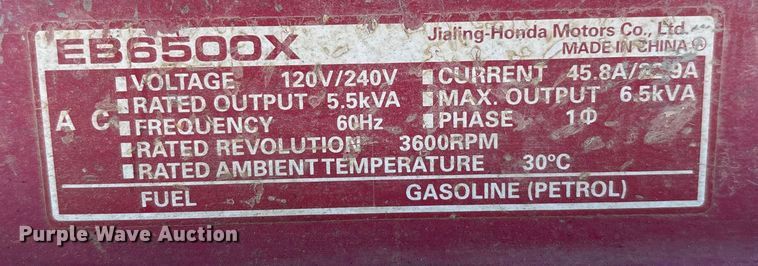 EB6500X
Jialing-Honda Motors Co., Ltd.
MADE IN CHINA Ⓐ
AC
VOLTAGE 120V/240V
CURRENT 45.8A/22.9A
RATED OUTPUT 5.5kVA
MAX. OUTPUT 6.5kVA
FREQUENCY 60Hz
PHASE 1Φ
RATED REVOLUTION 3600RPM
RATED AMBIENT TEMPERATURE 30°C
FUEL GASOLINE (PETROL)
Purple Wave Auction